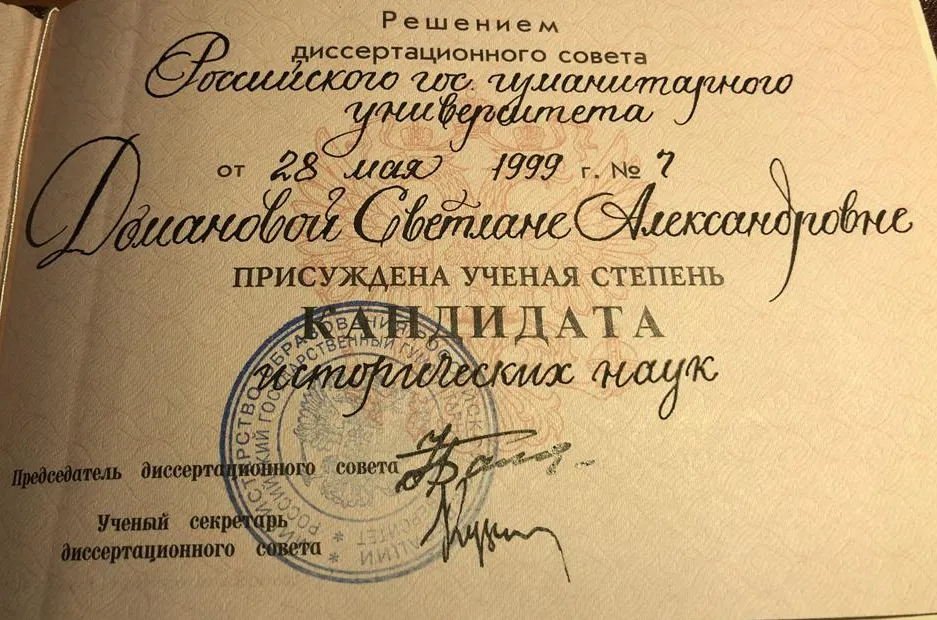 Решением
диссертационного совета
Российского гос. гуманитарного
университета
от 28 мая 1999 г. № 7
Домановой Светлане Александровне
ПРИСУЖДЕНА УЧЕНАЯ СТЕПЕНЬ
КАНДИДАТА
исторических наук
Председатель диссертационного совета
Ученый секретарь
диссертационного совета